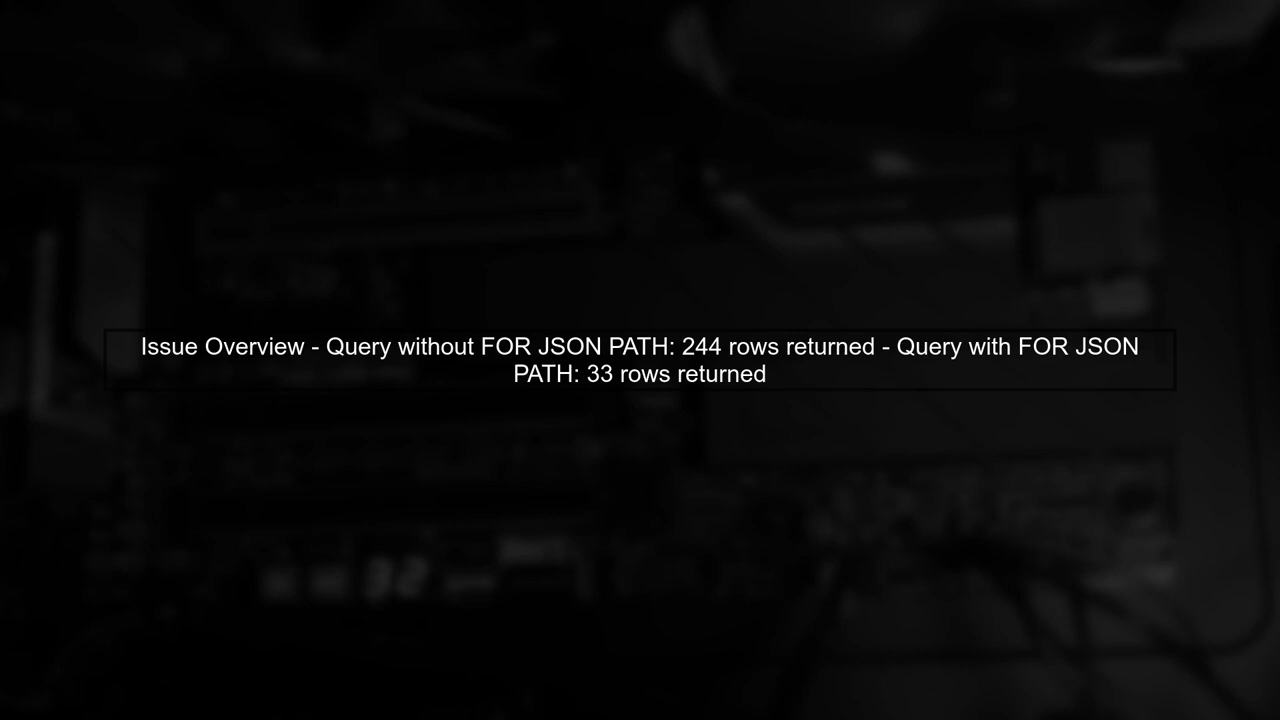 Issue Overview - Query without FOR JSON PATH: 244 rows returned - Query with FOR JSON
PATH: 33 rows returned